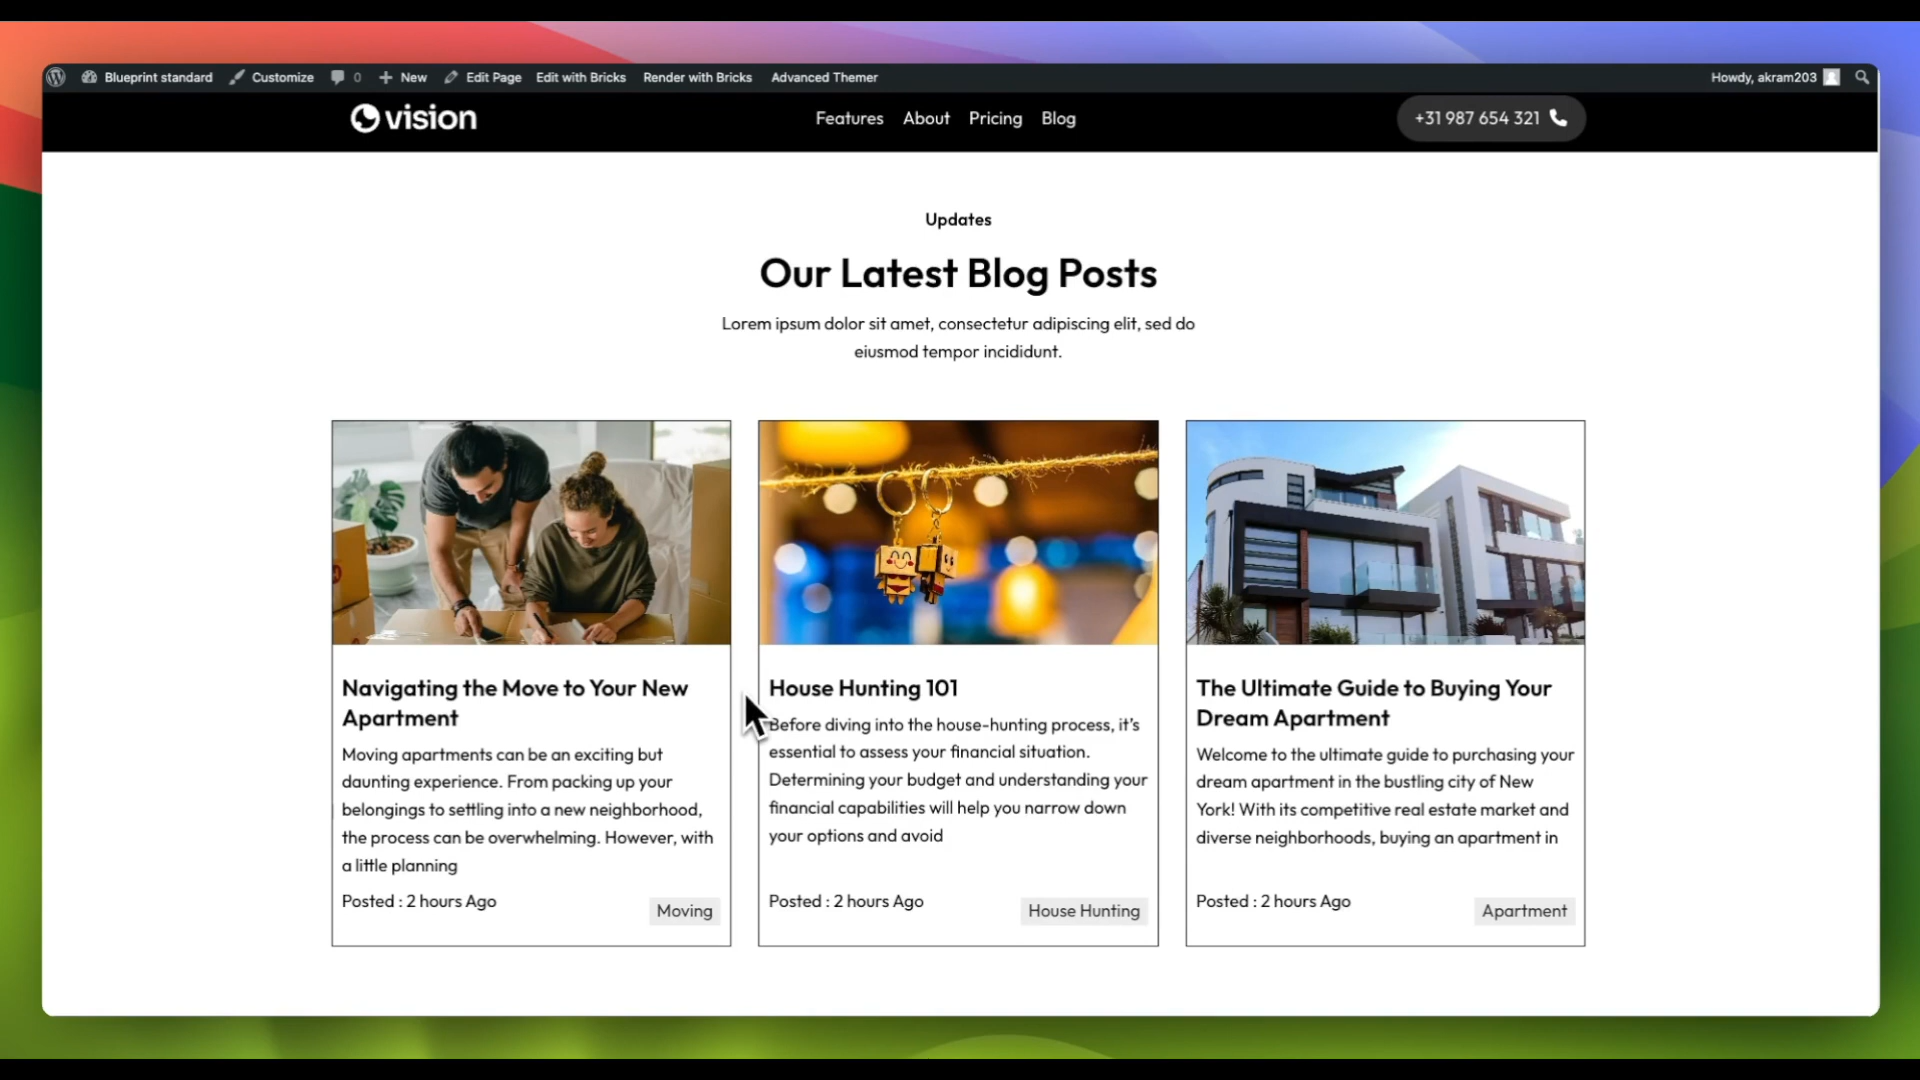 Blueprint standard Customize 0 New Edit Page Edit with Bricks Render with Bricks Advanced Themer Howdy, akram203
vision Features About Pricing Blog +31 987 654 321
Updates
Our Latest Blog Posts
Lorem ipsum dolor sit amet, consectetur adipiscing elit, sed do
eiusmod tempor incididunt.
Navigating the Move to Your New
Apartment
Moving apartments can be an exciting but
daunting experience. From packing up your
belongings to settling into a new neighborhood,
the process can be overwhelming. However, with
a little planning
Posted : 2 hours Ago
Moving
House Hunting 101
Before diving into the house-hunting process, it's
essential to assess your financial situation.
Determining your budget and understanding your
financial capabilities will help you narrow down
your options and avoid
Posted : 2 hours Ago
House Hunting
The Ultimate Guide to Buying Your
Dream Apartment
Welcome to the ultimate guide to purchasing your
dream apartment in the bustling city of New
York! With its competitive real estate market and
diverse neighborhoods, buying an apartment in
Posted : 2 hours Ago
Apartment